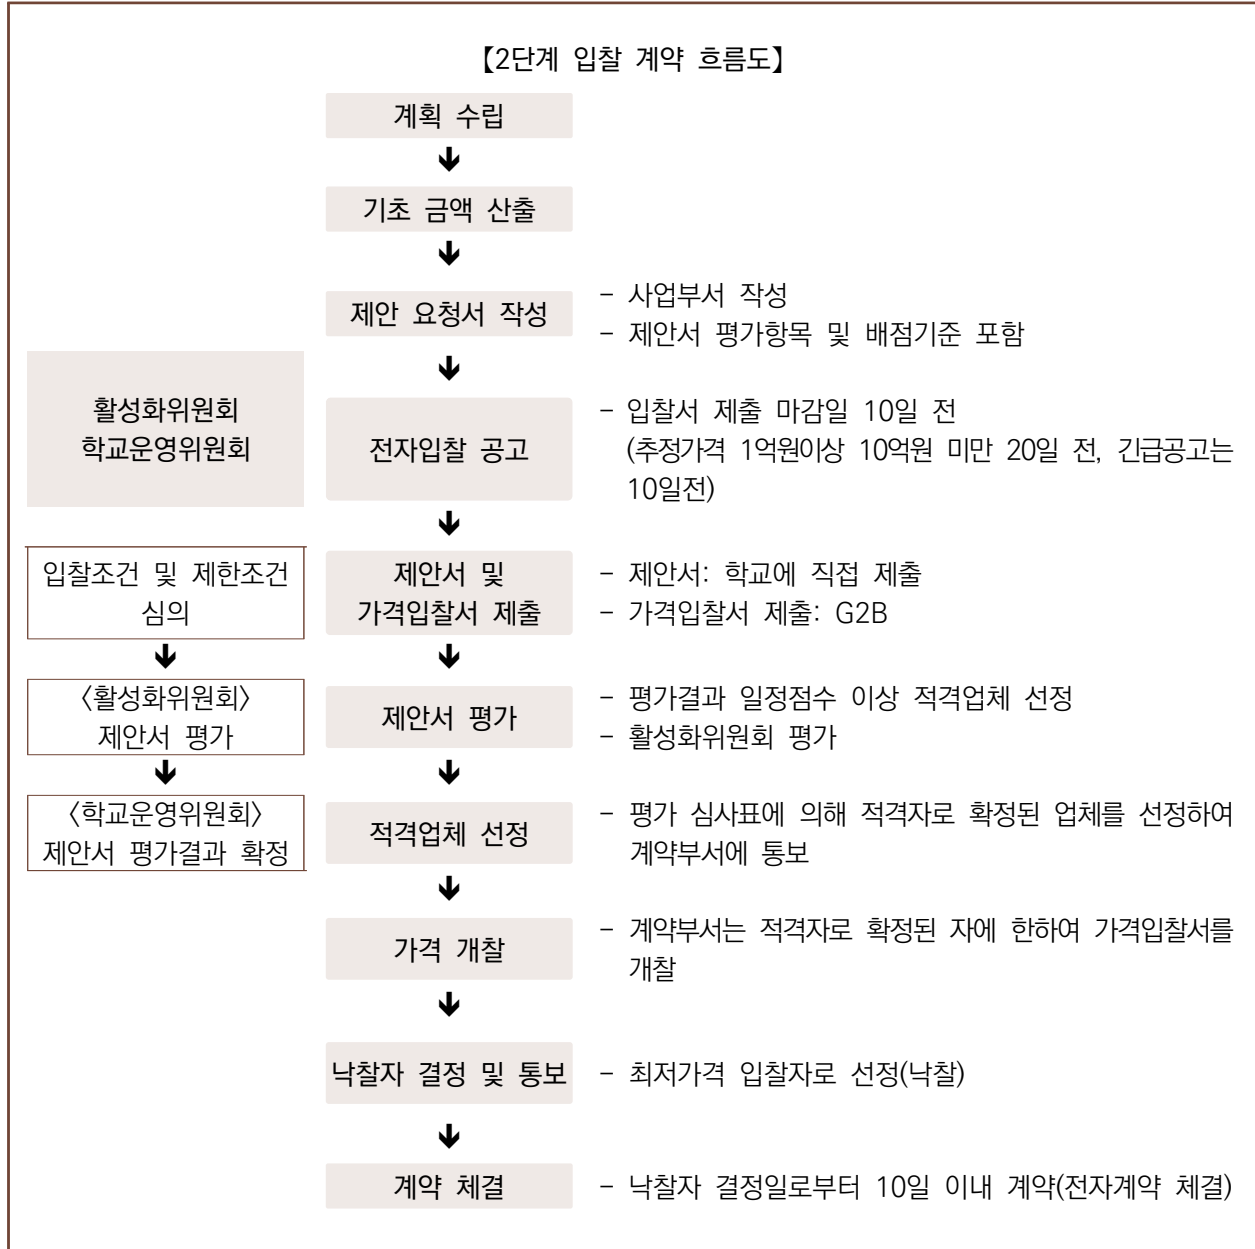 【2단계 입찰 계약 흐름도】
계획 수립
기초 금액 산출
제안 요청서 작성
- 사업부서 작성
- 제안서 평가항목 및 배점기준 포함
활성화위원회
학교운영위원회
전자입찰 공고
- 입찰서 제출 마감일 10일 전
(추정가격 1억원이상 10억원 미만 20일 전, 긴급공고는
10일전)
입찰조건 및 제한조건
심의
제안서 및
가격입찰서 제출
- 제안서: 학교에 직접 제출
- 가격입찰서 제출: G2B
〈활성화위원회〉
제안서 평가
제안서 평가
- 평가결과 일정점수 이상 적격업체 선정
- 활성화위원회 평가
〈학교운영위원회〉
제안서 평가결과 확정
적격업체 선정
- 평가 심사표에 의해 적격자로 확정된 업체를 선정하여
계약부서에 통보
가격 개찰
- 계약부서는 적격자로 확정된 자에 한하여 가격입찰서를
개찰
낙찰자 결정 및 통보
- 최저가격 입찰자로 선정(낙찰)
계약 체결
- 낙찰자 결정일로부터 10일 이내 계약(전자계약 체결)